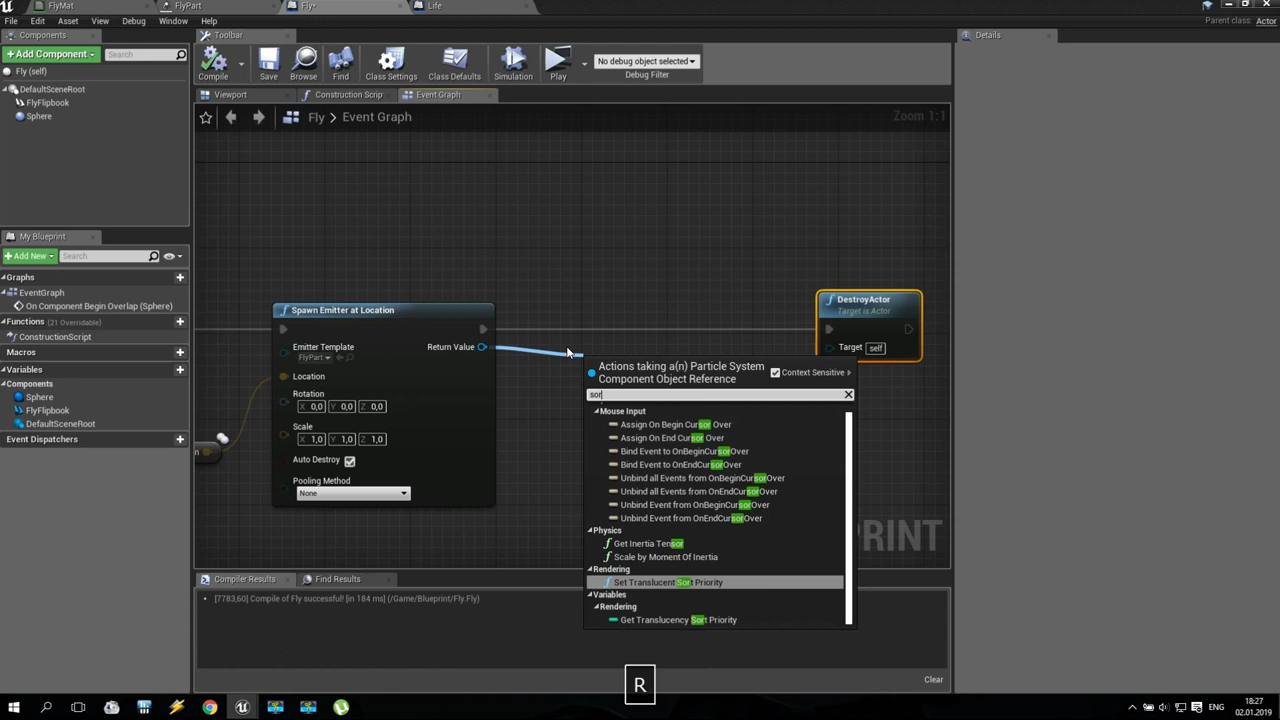 FlyMat
FlyPart
Fly*
Life
File Edit Asset View Debug Window Help
Parent class: Actor
Components
Toolbar
Details
+Add Component
Search
Compile
Save
Browse
Find
Class Settings
Class Defaults
Simulation
Play
No debug object selected
Debug Filter
Fly (self)
DefaultSceneRoot
FlyFlipbook
Sphere
Viewport
Construction Scrip
Event Graph
Fly > Event Graph
Zoom 1:1
My Blueprint
+Add New
Search
Graphs
EventGraph
On Component Begin Overlap (Sphere)
Functions (21 Overridable)
ConstructionScript
Macros
Variables
Components
Sphere
FlyFlipbook
DefaultSceneRoot
Event Dispatchers
Spawn Emitter at Location
Emitter Template
FlyPart
Return Value
Location
Rotation
X 0,0 Y 0,0 Z 0,0
Scale
X 1,0 Y 1,0 Z 1,0
Auto Destroy
Pooling Method
None
DestroyActor
Target is Actor
Target self
Actions taking a(n) Particle System
Component Object Reference
Context Sensitive
sor
Mouse Input
Assign On Begin Cursor Over
Assign On End Cursor Over
Bind Event to OnBeginCursorOver
Bind Event to OnEndCursorOver
Unbind all Events from OnBeginCursorOver
Unbind all Events from OnEndCursorOver
Unbind Event from OnBeginCursorOver
Unbind Event from OnEndCursorOver
Physics
Get Inertia Tensor
Scale by Moment Of Inertia
Rendering
Set Translucent Sort Priority
Variables
Rendering
Get Translucency Sort Priority
PRINT
Compiler Results
Find Results
[7783,60] Compile of Fly successful! [in 184 ms] (/Game/Blueprint/Fly.Fly)
Clear
R
ENG
18:27
02.01.2019